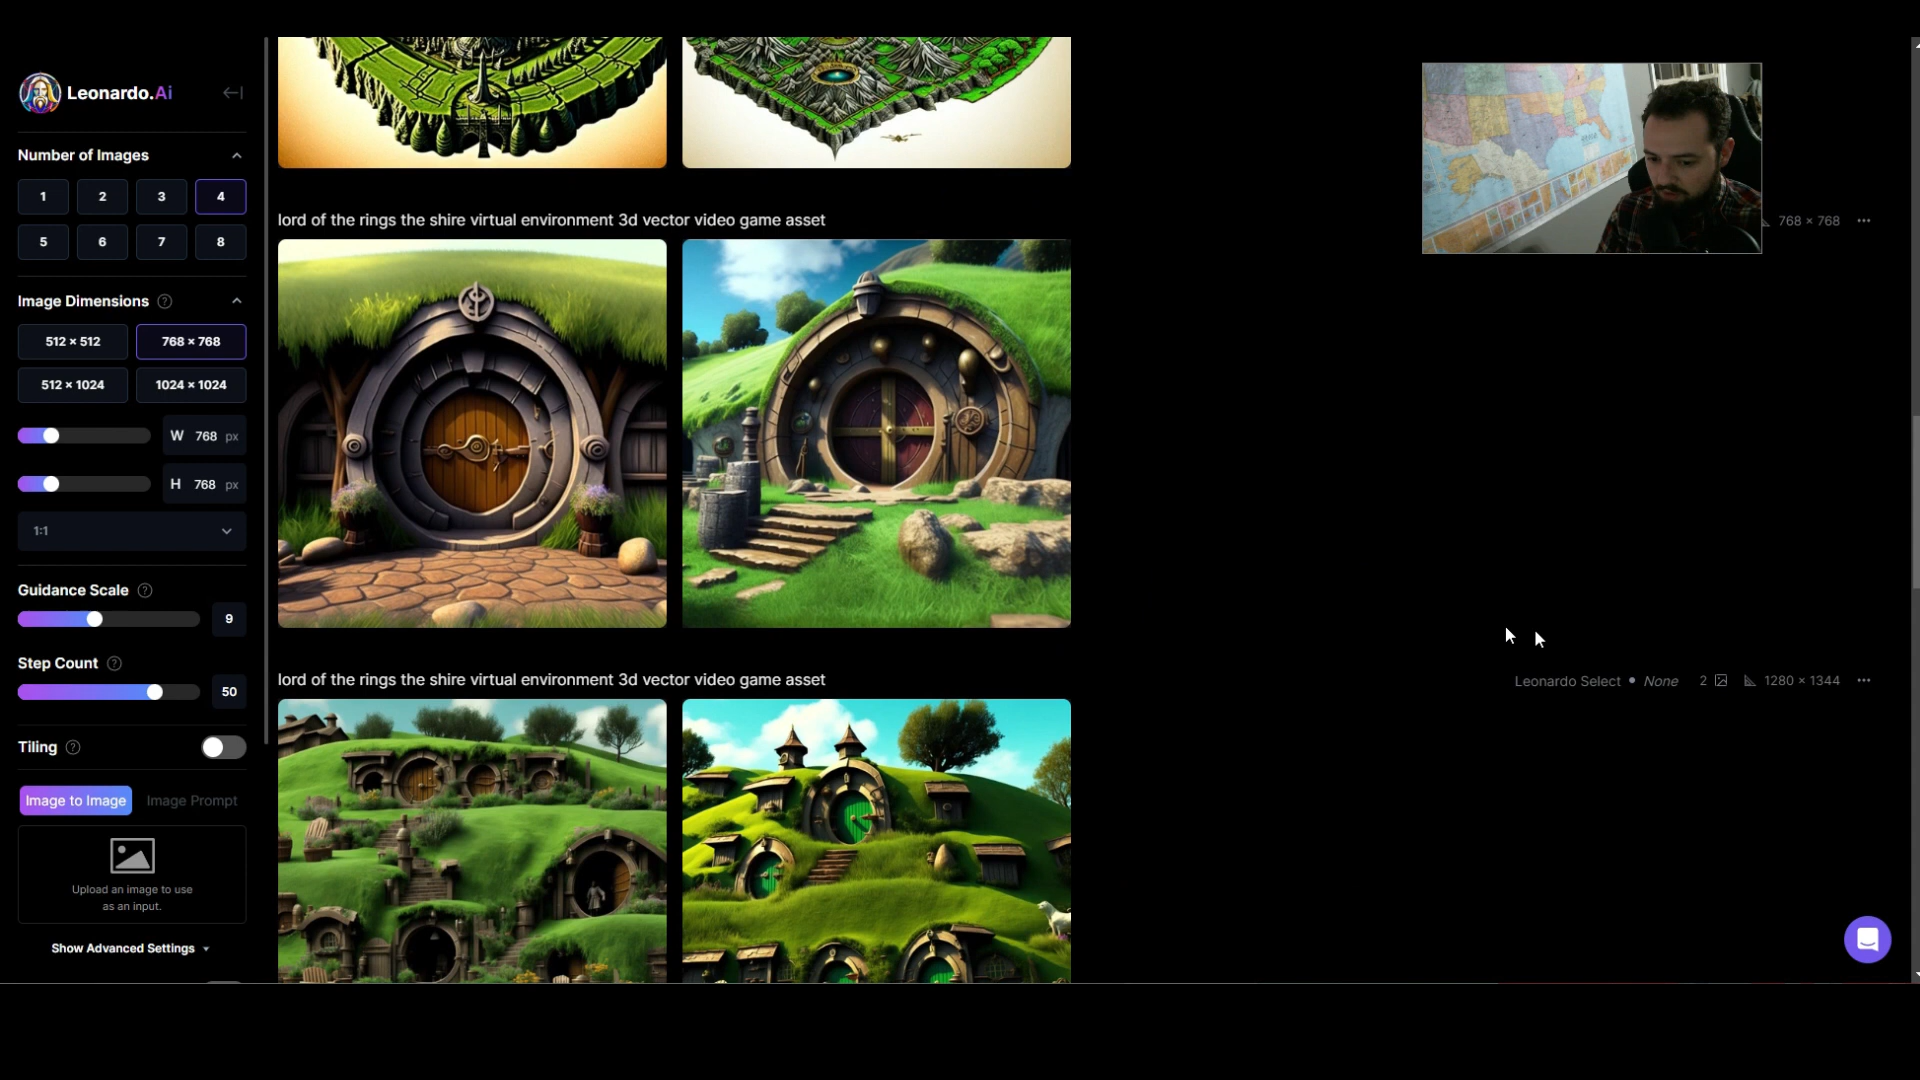 Leonardo.Ai
Number of Images
1 2 3 4
5 6 7 8
Image Dimensions ?
512 × 512 768 × 768
512 × 1024 1024 × 1024
W 768 px
H 768 px
1:1
Guidance Scale ?
9
Step Count ?
50
Tiling ?
Image to Image Image Prompt
Upload an image to use
as an input.
Show Advanced Settings
lord of the rings the shire virtual environment 3d vector video game asset
768 × 768 •••
lord of the rings the shire virtual environment 3d vector video game asset
Leonardo Select • None 2 1280 × 1344 •••